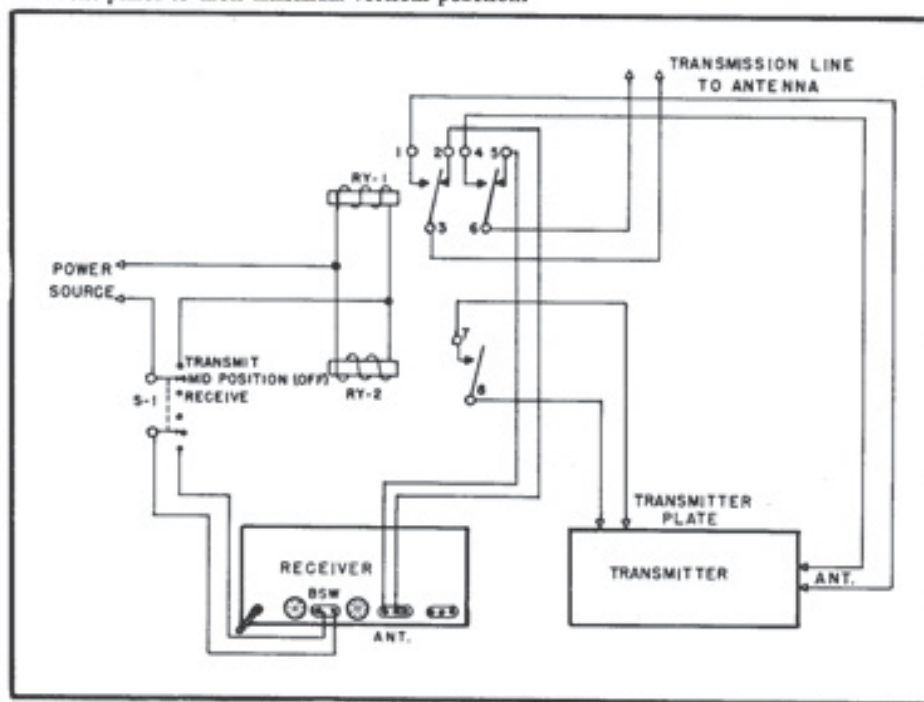 TRANSMISSION LINE
TO ANTENNA
1
2
4
5
RY-1
3
6
POWER
SOURCE
7
TRANSMIT
MID POSITION (OFF)
RECEIVE
S-1
RY-2
8
TRANSMITTER
PLATE
RECEIVER
TRANSMITTER
BSW
ANT.
ANT.